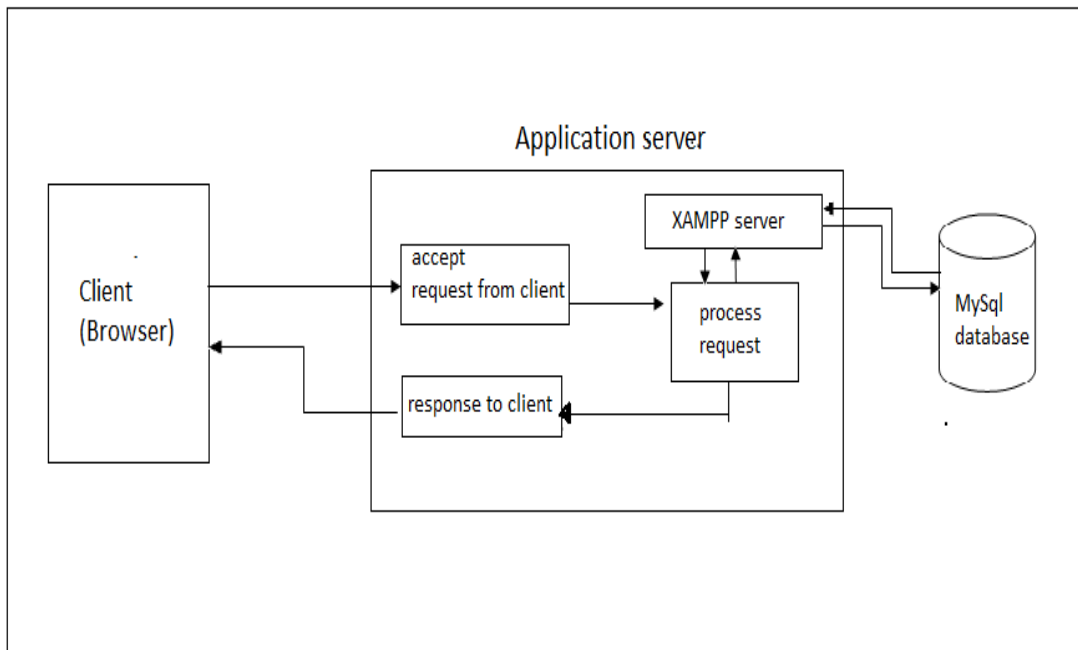 Application server
XAMPP server
accept
request from client
Client
(Browser)
process
request
MySql
database
response to client